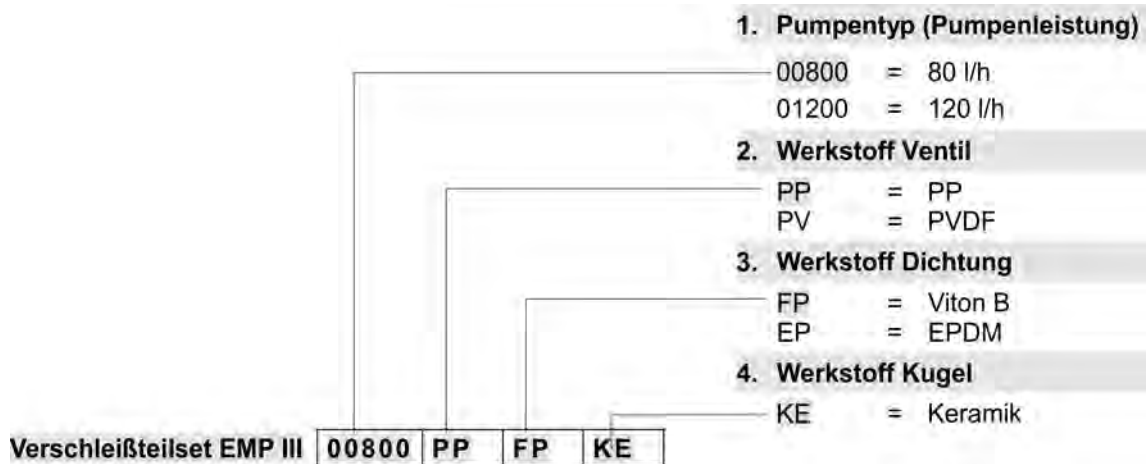 1. Pumpentyp (Pumpenleistung)
00800 = 80 l/h
01200 = 120 l/h
2. Werkstoff Ventil
PP = PP
PV = PVDF
3. Werkstoff Dichtung
FP = Viton B
EP = EPDM
4. Werkstoff Kugel
KE = Keramik
Verschleißteilset EMP III 00800 PP FP KE